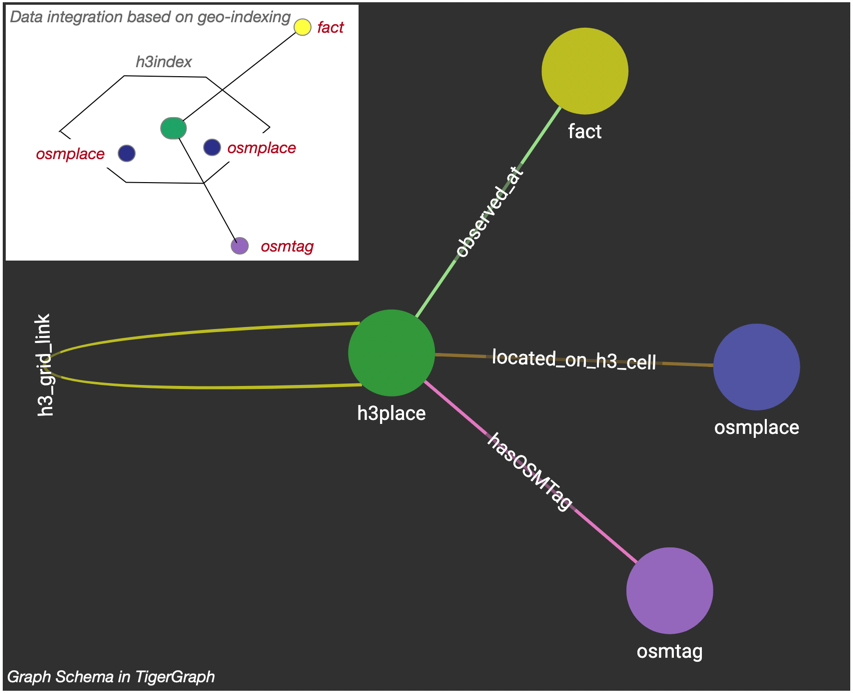 Data integration based on geo-indexing
fact
h3index
osmplace
osmplace
osmtag
fact
observed_at
h3_grid_link
located_on_h3_cell
h3place
osmplace
hasOSMTag
osmtag
Graph Schema in TigerGraph